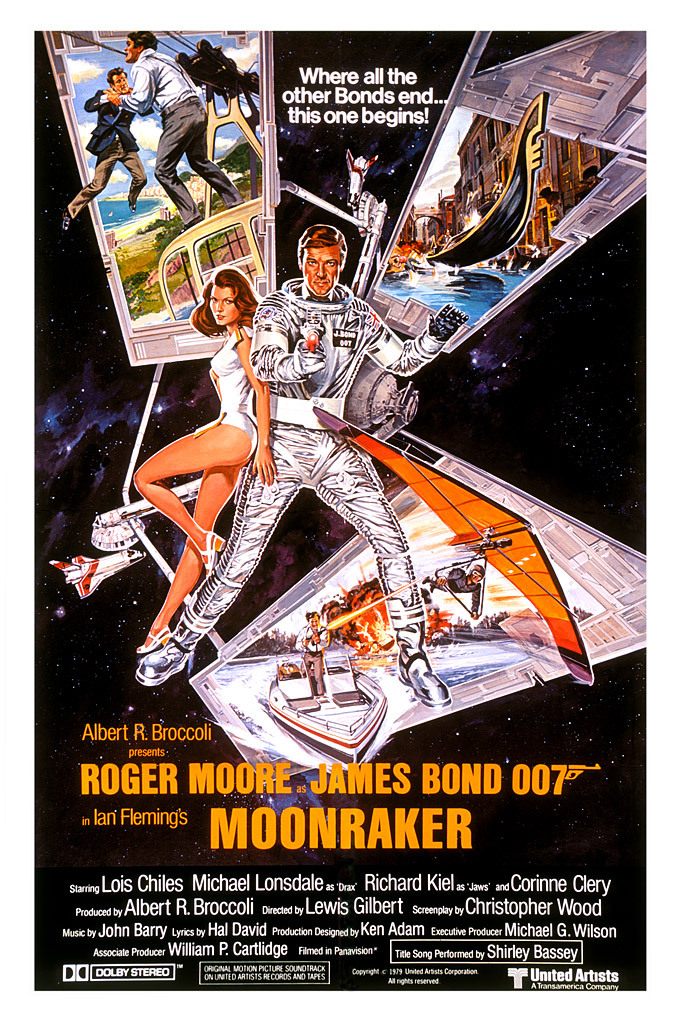 Where all the
other Bonds end...
this one begins!
J.BOND
007
Albert R. Broccoli
presents
ROGER MOORE as JAMES BOND 007
in Ian Fleming's
MOONRAKER
Starring Lois Chiles Michael Lonsdale as 'Drax' Richard Kiel as 'Jaws' and Corinne Clery
Produced by Albert R. Broccoli Directed by Lewis Gilbert Screenplay by Christopher Wood
Music by John Barry Lyrics by Hal David Production Designed by Ken Adam Executive Producer Michael G. Wilson
Associate Producer William P. Cartlidge Filmed in Panavision® Title Song Performed by Shirley Bassey
DOLBY STEREO™
ORIGINAL MOTION PICTURE SOUNDTRACK
ON UNITED ARTISTS RECORDS AND TAPES
Copyright © 1979 United Artists Corporation.
All rights reserved.
United Artists
A Transamerica Company